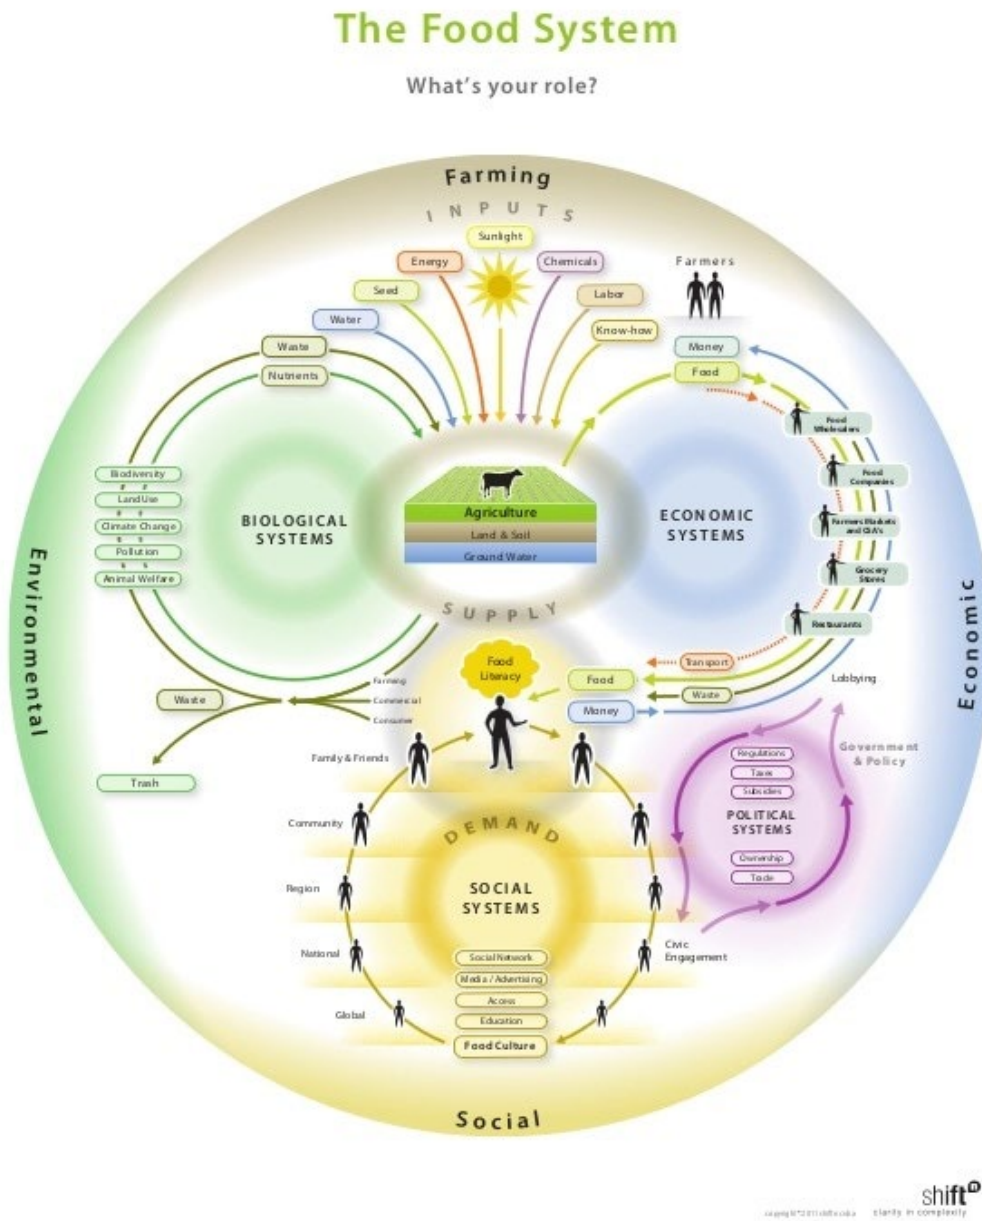 The Food System
What's your role?
Farming
INPUTS
Sunlight
Energy
Chemicals
Farmers
Seed
Labor
Water
Know-how
Waste
Money
Nutrients
Food
Food
Wholesalers
Biodiversity
Food
Companies
Land Use
Agriculture
BIOLOGICAL
SYSTEMS
ECONOMIC
SYSTEMS
Climate Change
Farmers Markets
and CSA's
Land & Soil
Pollution
Ground Water
Animal Welfare
Grocery
Stores
Environmental
Economic
SUPPLY
Restaurants
Food
Literacy
Transport
Farming
Food
Lobbying
Waste
Commercial
Waste
Consumer
Money
Family & Friends
Regulations
Government
& Policy
Trash
Taxes
Subsidies
Community
DEMAND
POLITICAL
SYSTEMS
Ownership
Trade
Region
SOCIAL
SYSTEMS
National
Civic
Engagement
Social Network
Media / Advertising
Access
Global
Education
Food Culture
Social
shiftN
clarity in complexity